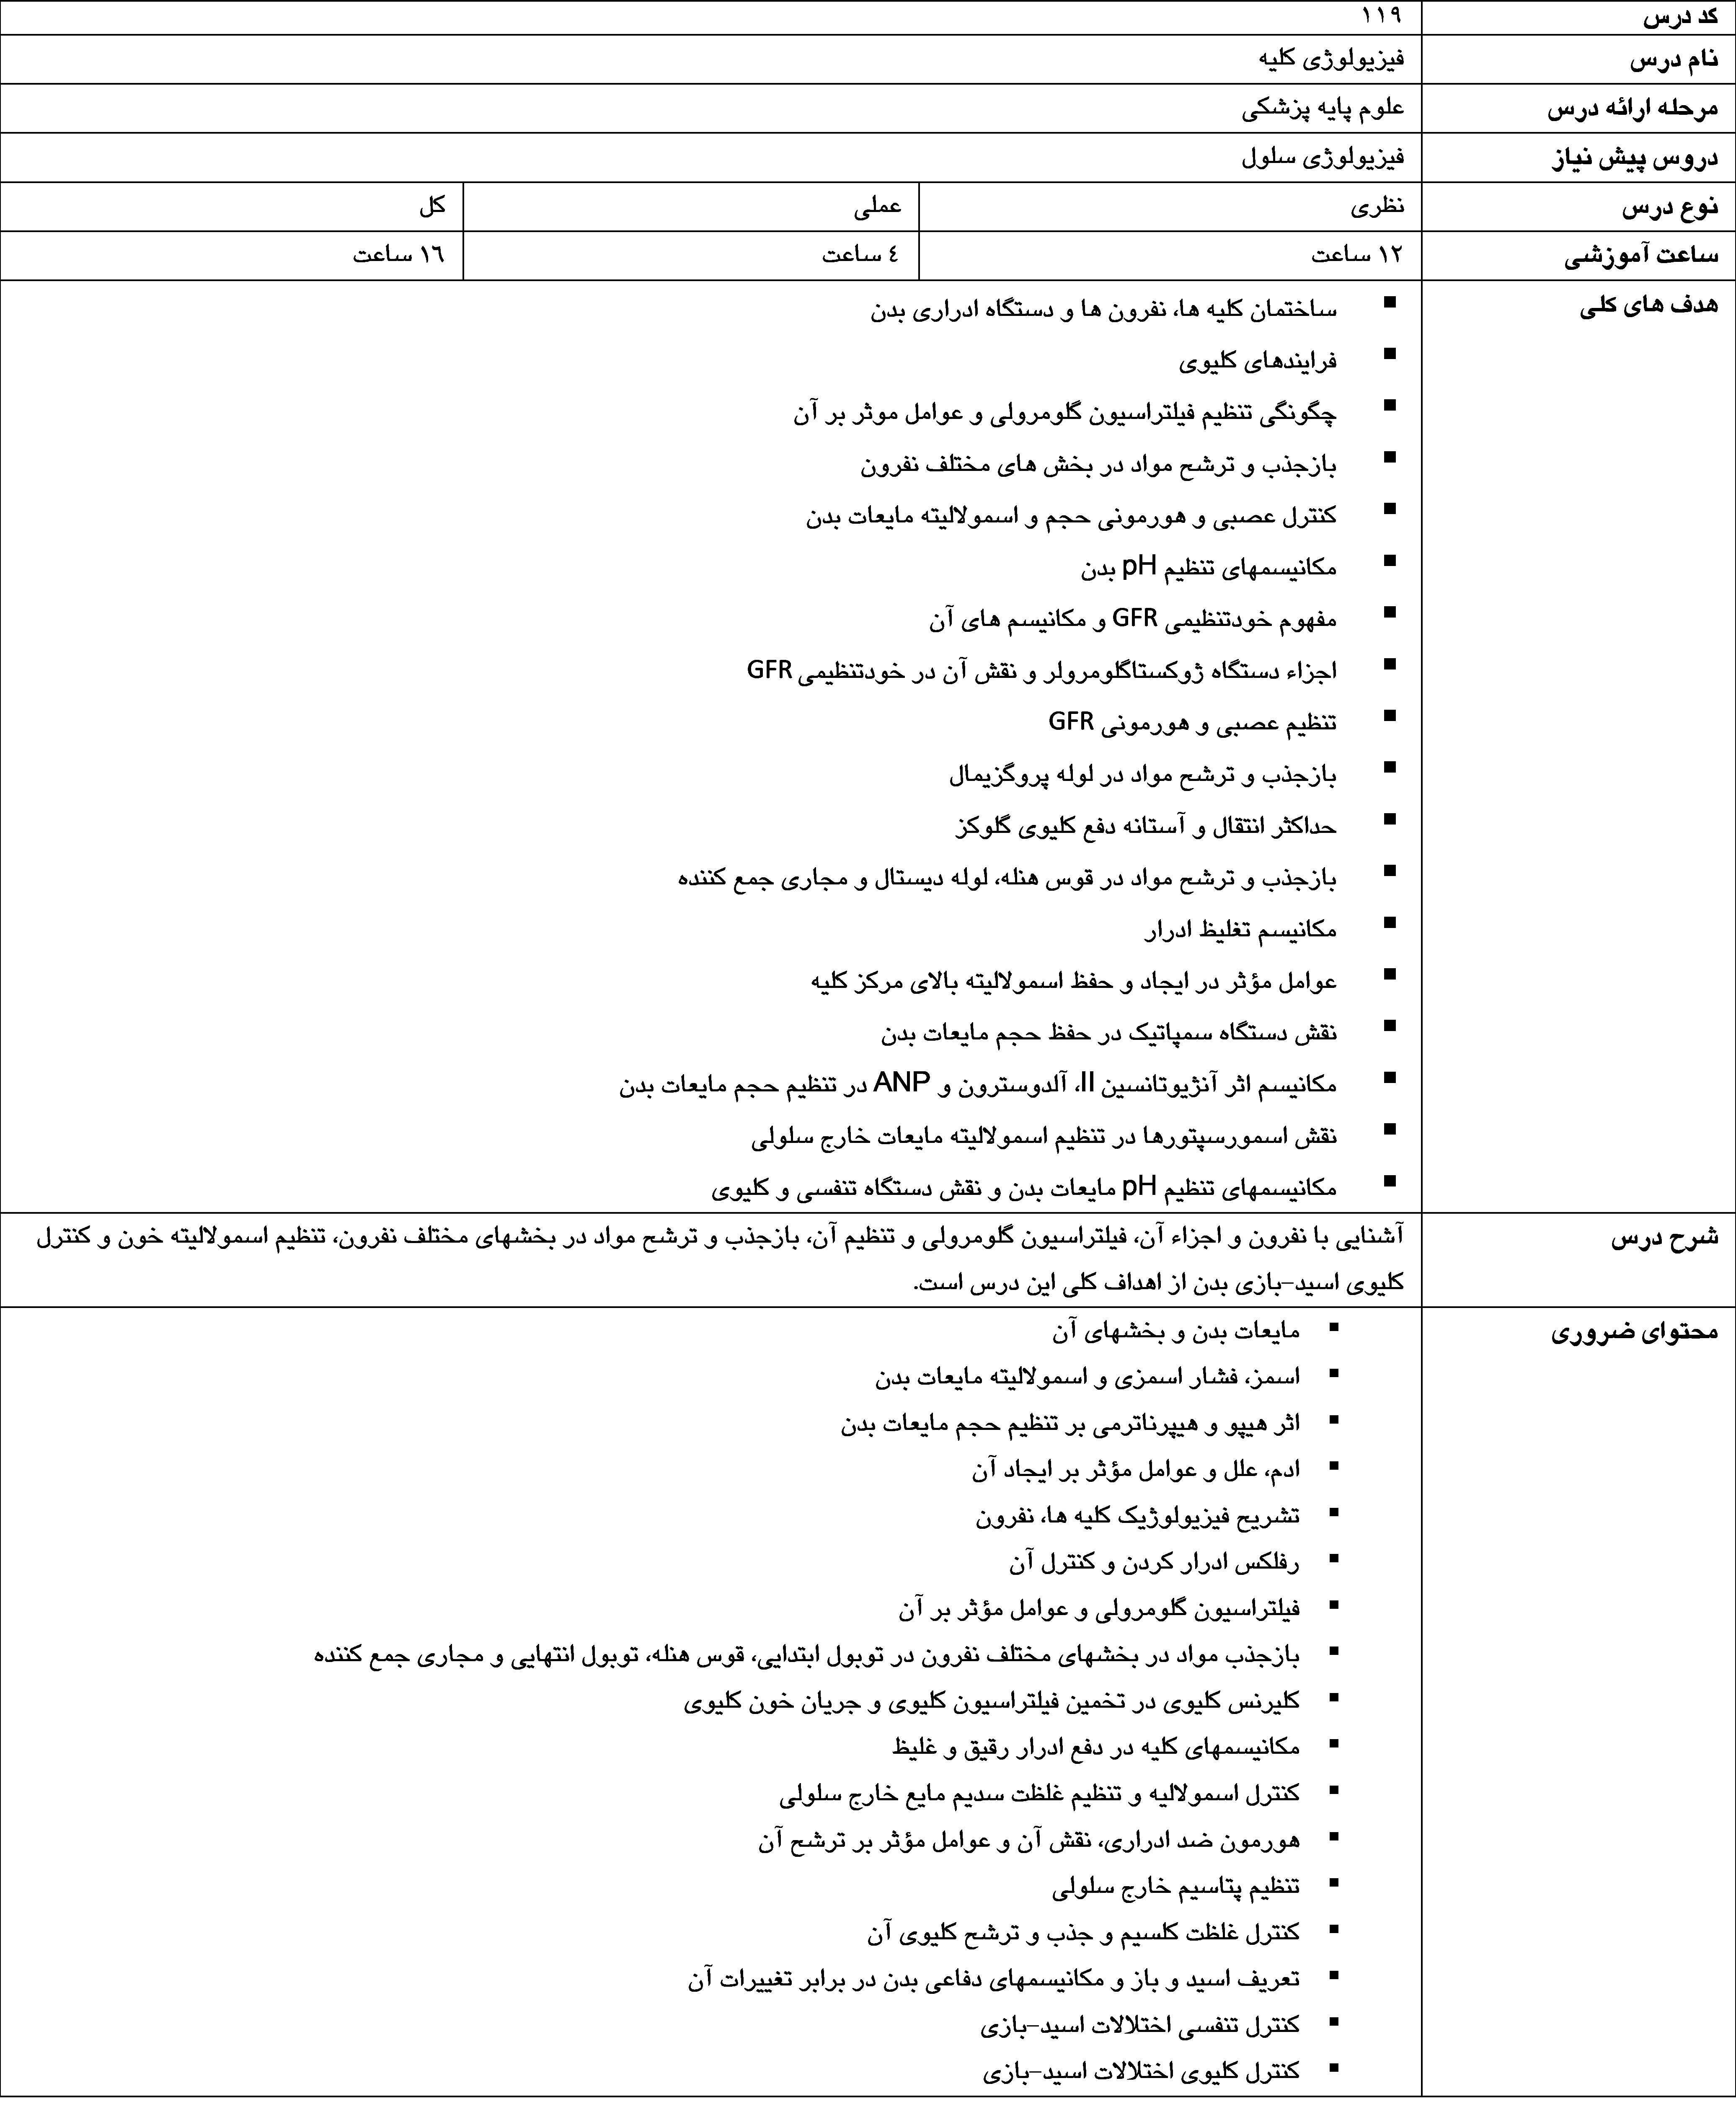 کد درس ۱۱۹
نام درس فیزیولوژی کلیه
مرحله ارائه درس علوم پایه پزشکی
دروس پیش نیاز فیزیولوژی سلول
نوع درس نظری عملی کل
ساعت آموزشی ۱۲ ساعت ٤ ساعت ۱٦ ساعت
هدف های کلی
ساختمان کلیه ها، نفرون ها و دستگاه ادراری بدن
فرایندهای کلیوی
چگونگی تنظیم فیلتراسیون گلومرولی و عوامل موثر بر آن
بازجذب و ترشح مواد در بخش های مختلف نفرون
کنترل عصبی و هورمونی حجم و اسمولالیته مایعات بدن
مکانیسمهای تنظیم pH بدن
مفهوم خودتنظیمی GFR و مکانیسم های آن
اجزاء دستگاه ژوکستاگلومرولر و نقش آن در خودتنظیمی GFR
تنظیم عصبی و هورمونی GFR
بازجذب و ترشح مواد در لوله پروگزیمال
حداکثر انتقال و آستانه دفع کلیوی گلوکز
بازجذب و ترشح مواد در قوس هنله، لوله دیستال و مجاری جمع کننده
مکانیسم تغلیظ ادرار
عوامل مؤثر در ایجاد و حفظ اسمولالیته بالای مرکز کلیه
نقش دستگاه سمپاتیک در حفظ حجم مایعات بدن
مکانیسم اثر آنژیوتانسین II، آلدوسترون و ANP در تنظیم حجم مایعات بدن
نقش اسمورسپتورها در تنظیم اسمولالیته مایعات خارج سلولی
مکانیسمهای تنظیم pH مایعات بدن و نقش دستگاه تنفسی و کلیوی
شرح درس آشنایی با نفرون و اجزاء آن، فیلتراسیون گلومرولی و تنظیم آن، بازجذب و ترشح مواد در بخشهای مختلف نفرون، تنظیم اسمولالیته خون و کنترل
کلیوی اسید–بازی بدن از اهداف کلی این درس است.
محتوای ضروری
مایعات بدن و بخشهای آن
اسمز، فشار اسمزی و اسمولالیته مایعات بدن
اثر هیپو و هیپرناترمی بر تنظیم حجم مایعات بدن
ادم، علل و عوامل مؤثر بر ایجاد آن
تشریح فیزیولوژیک کلیه ها، نفرون
رفلکس ادرار کردن و کنترل آن
فیلتراسیون گلومرولی و عوامل مؤثر بر آن
بازجذب مواد در بخشهای مختلف نفرون در توبول ابتدایی، قوس هنله، توبول انتهایی و مجاری جمع کننده
کلیرنس کلیوی در تخمین فیلتراسیون کلیوی و جریان خون کلیوی
مکانیسمهای کلیه در دفع ادرار رقیق و غلیظ
کنترل اسمولالیه و تنظیم غلظت سدیم مایع خارج سلولی
هورمون ضد ادراری، نقش آن و عوامل مؤثر بر ترشح آن
تنظیم پتاسیم خارج سلولی
کنترل غلظت کلسیم و جذب و ترشح کلیوی آن
تعریف اسید و باز و مکانیسمهای دفاعی بدن در برابر تغییرات آن
کنترل تنفسی اختلالات اسید–بازی
کنترل کلیوی اختلالات اسید–بازی